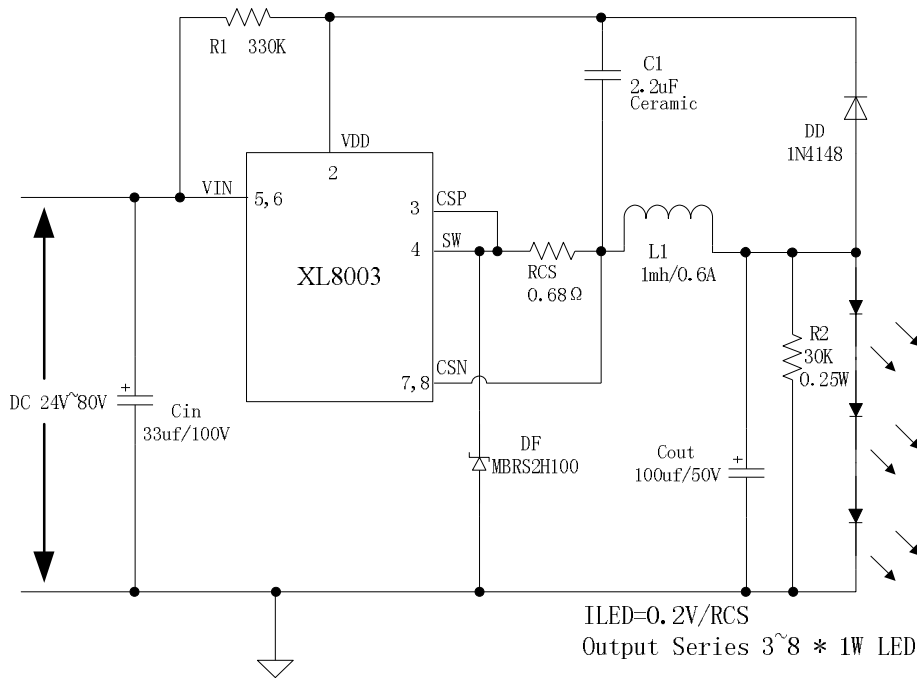 R1 330K
C1
2.2uF
Ceramic
DD
1N4148
VDD
2
VIN
5,6
3
CSP
4
SW
XL8003
RCS
0.68Ω
L1
1mh/0.6A
CSN
7,8
R2
30K
0.25W
DC 24V~80V
+
Cin
33uf/100V
DF
MBRS2H100
Cout
100uf/50V
+
ILED=0.2V/RCS
Output Series 3~8 * 1W LED